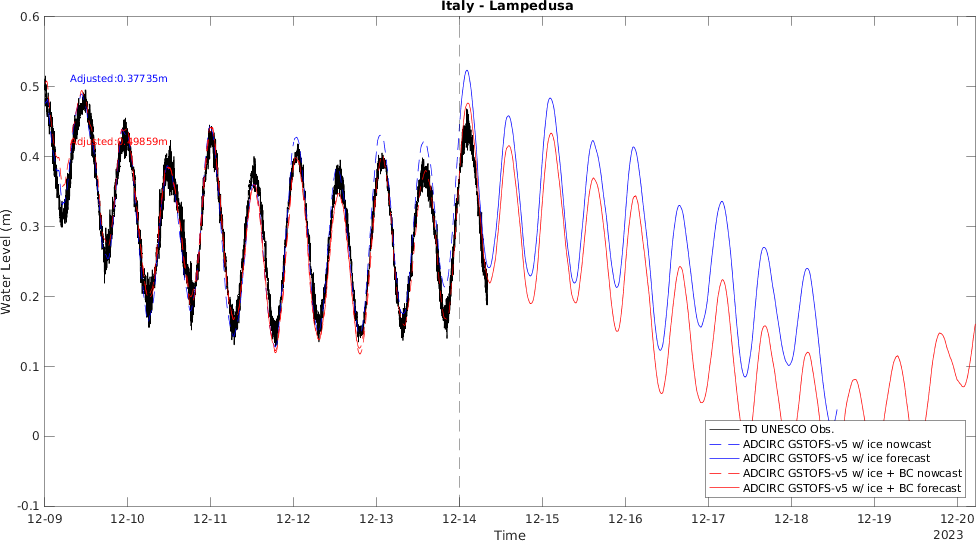 Italy - Lampedusa
0.6
0.5
0.4
0.3
0.2
0.1
0
-0.1
Water Level (m)
Adjusted:0.37735m
Adjusted:0.49859m
12-09 12-10 12-11 12-12 12-13 12-14 12-15 12-16 12-17 12-18 12-19 12-20
2023
Time
TD UNESCO Obs.
ADCIRC GSTOFS-v5 w/ ice nowcast
ADCIRC GSTOFS-v5 w/ ice forecast
ADCIRC GSTOFS-v5 w/ ice + BC nowcast
ADCIRC GSTOFS-v5 w/ ice + BC forecast